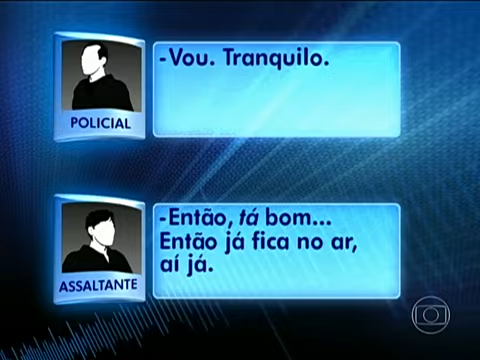 -Vou. Tranquilo.
POLICIAL
-Então, tá bom...
Então já fica no ar,
aí já.
ASSALTANTE